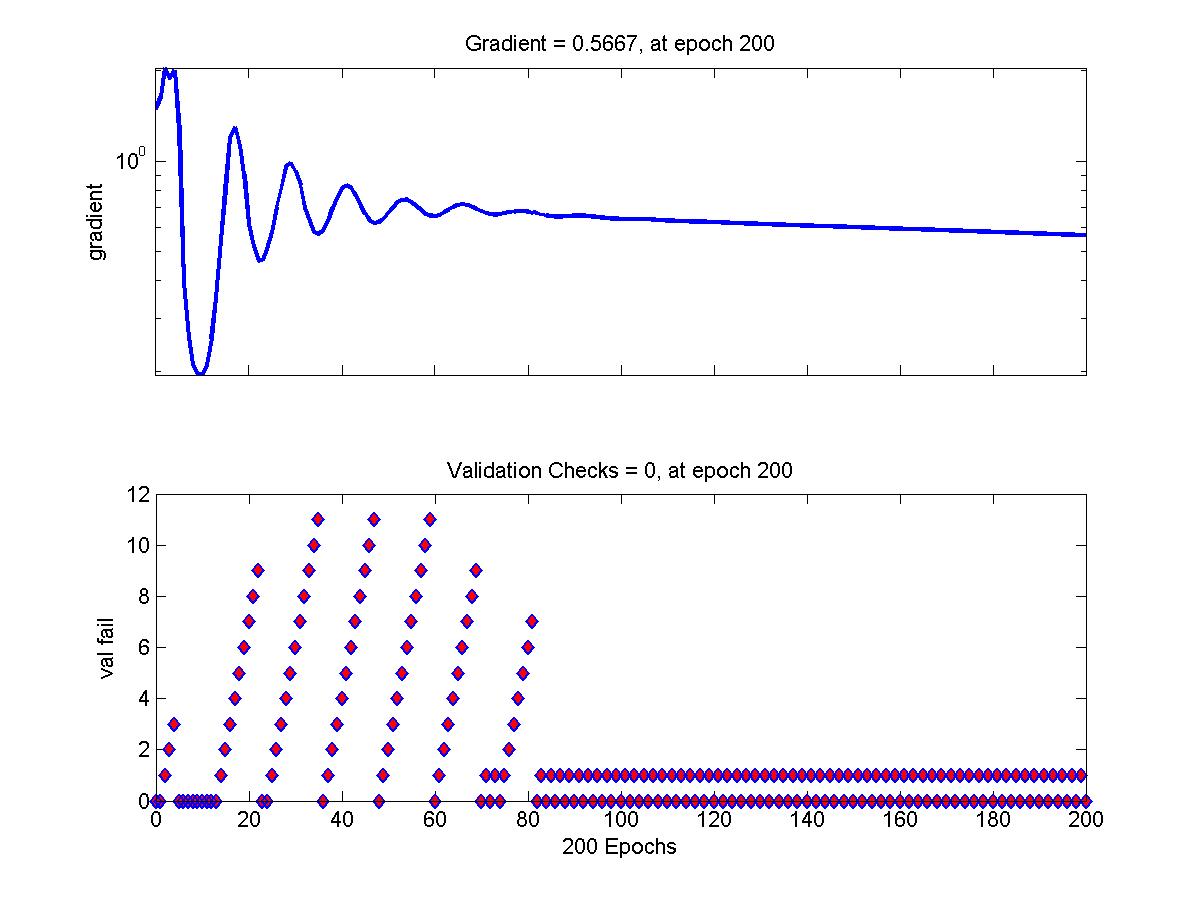 Gradient = 0.5667, at epoch 200
10^0
gradient
Validation Checks = 0, at epoch 200
12
10
8
6
4
2
0
val fail
0 20 40 60 80 100 120 140 160 180 200
200 Epochs